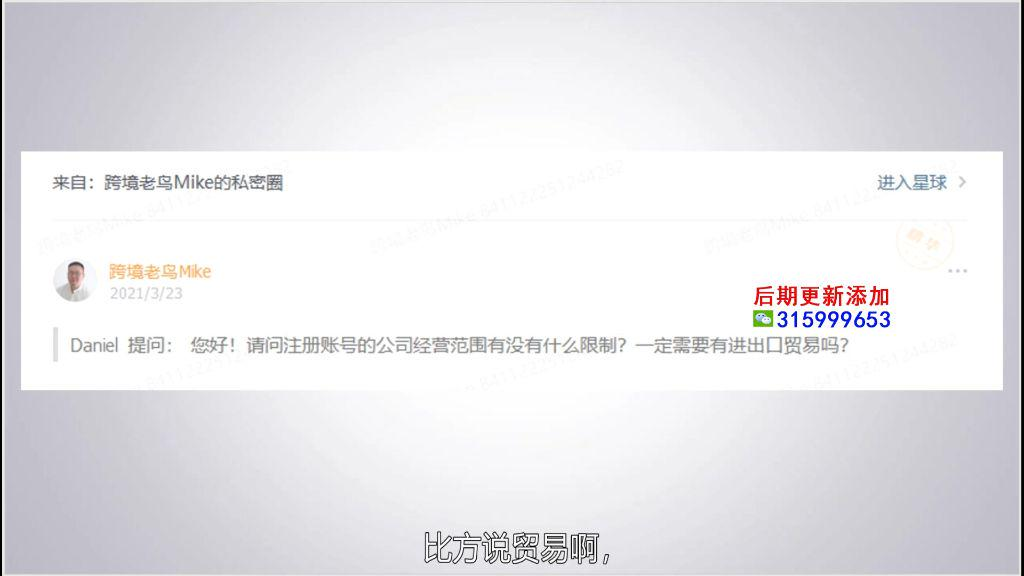 来自：跨境老鸟Mike的私密圈
进入星球
跨境老鸟Mike
2021/3/23
精华
后期更新添加
315999653
Daniel 提问： 您好！请问注册账号的公司经营范围有没有什么限制？一定需要有进出口贸易吗？
比方说贸易啊，